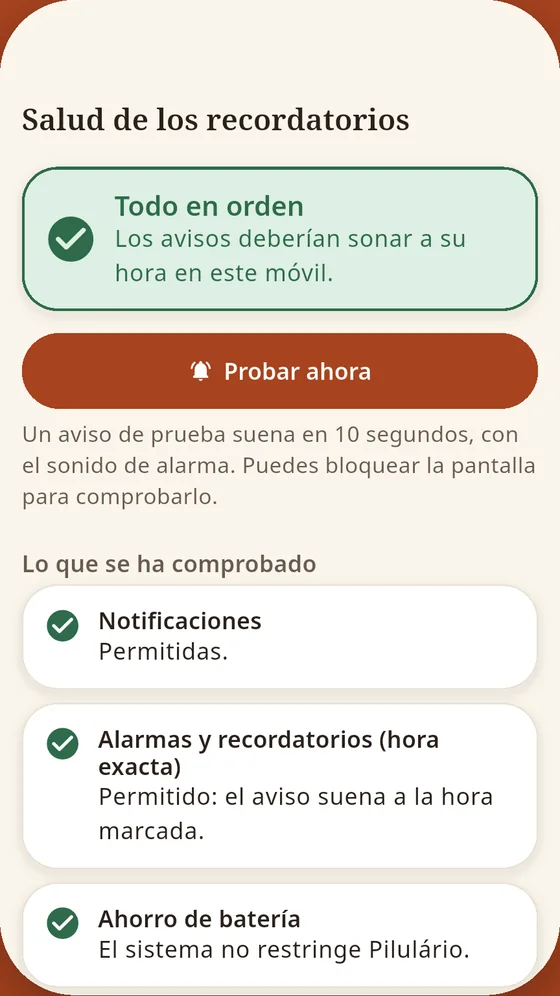 Salud de los recordatorios
Todo en orden
Los avisos deberían sonar a su
hora en este móvil.
Probar ahora
Un aviso de prueba suena en 10 segundos, con
el sonido de alarma. Puedes bloquear la pantalla
para comprobarlo.
Lo que se ha comprobado
Notificaciones
Permitidas.
Alarmas y recordatorios (hora
exacta)
Permitido: el aviso suena a la hora
marcada.
Ahorro de batería
El sistema no restringe Pilulário.